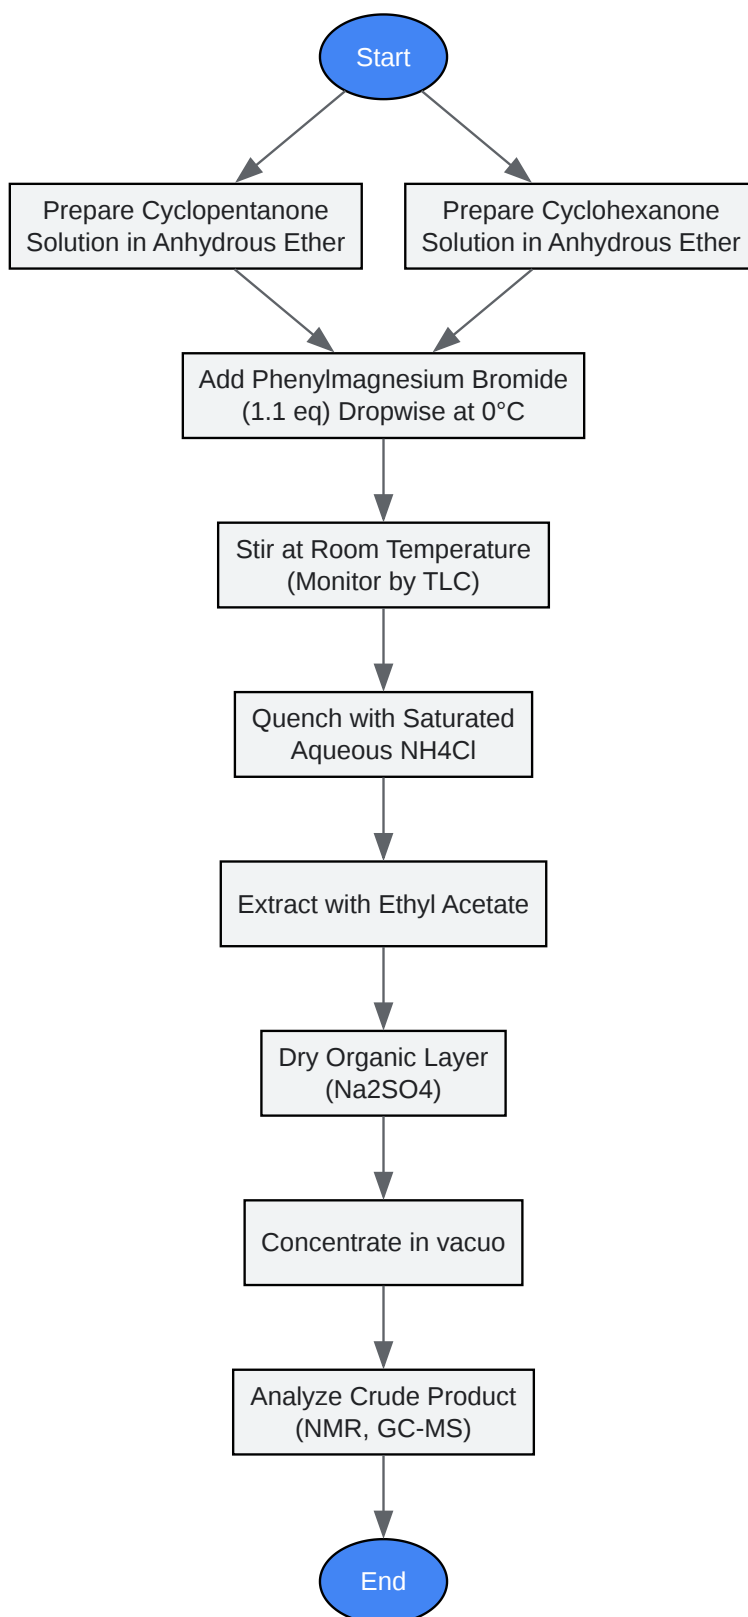 Start
Prepare Cyclopentanone
Solution in Anhydrous Ether
Prepare Cyclohexanone
Solution in Anhydrous Ether
Add Phenylmagnesium Bromide
(1.1 eq) Dropwise at 0°C
Stir at Room Temperature
(Monitor by TLC)
Quench with Saturated
Aqueous NH4Cl
Extract with Ethyl Acetate
Dry Organic Layer
(Na2SO4)
Concentrate in vacuo
Analyze Crude Product
(NMR, GC-MS)
End